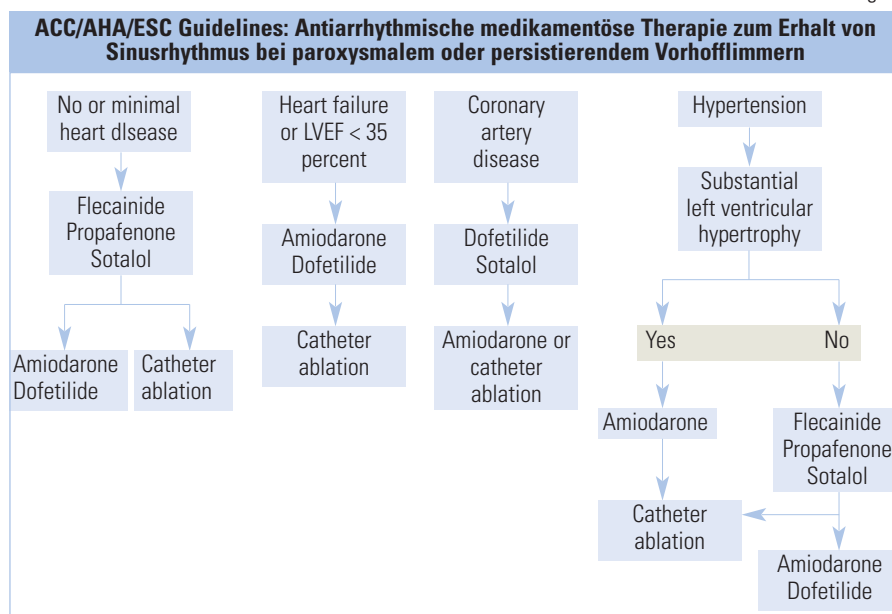 ACC/AHA/ESC Guidelines: Antiarrhythmische medikamentöse Therapie zum Erhalt von
Sinusrhythmus bei paroxysmalem oder persistierendem Vorhofflimmern
No or minimal
heart dIsease
Flecainide
Propafenone
Sotalol
Amiodarone
Dofetilide
Catheter
ablation
Heart failure
or LVEF < 35
percent
Amiodarone
Dofetilide
Catheter
ablation
Coronary
artery
disease
Dofetilide
Sotalol
Amiodarone or
catheter
ablation
Hypertension
Substantial
left ventricular
hypertrophy
Yes
No
Amiodarone
Flecainide
Propafenone
Sotalol
Catheter
ablation
Amiodarone
Dofetilide